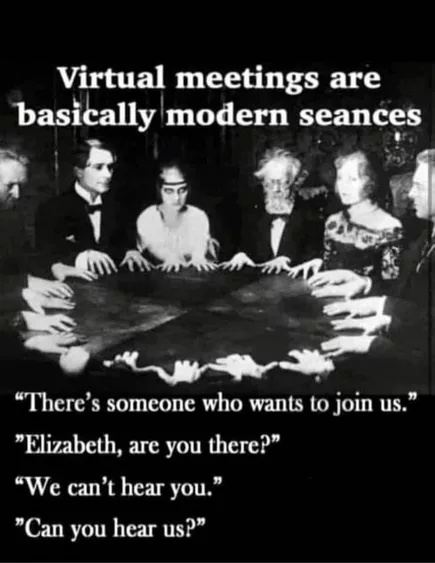 Virtual meetings are
basically modern seances
“There’s someone who wants to join us.”
”Elizabeth, are you there?”
“We can’t hear you.”
”Can you hear us?”